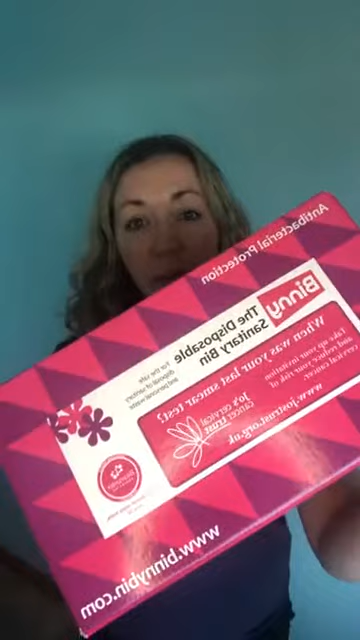 Antibacterial Protection
Binny
The Disposable
Sanitary Bin
For the safe
disposal of sanitary
and personal waste
When was your last smear test?
Take up your invitation
and reduce your risk of
cervical cancer.
www.jostrust.org.uk
Jo's cervical
cancer trust
www.binnybin.com